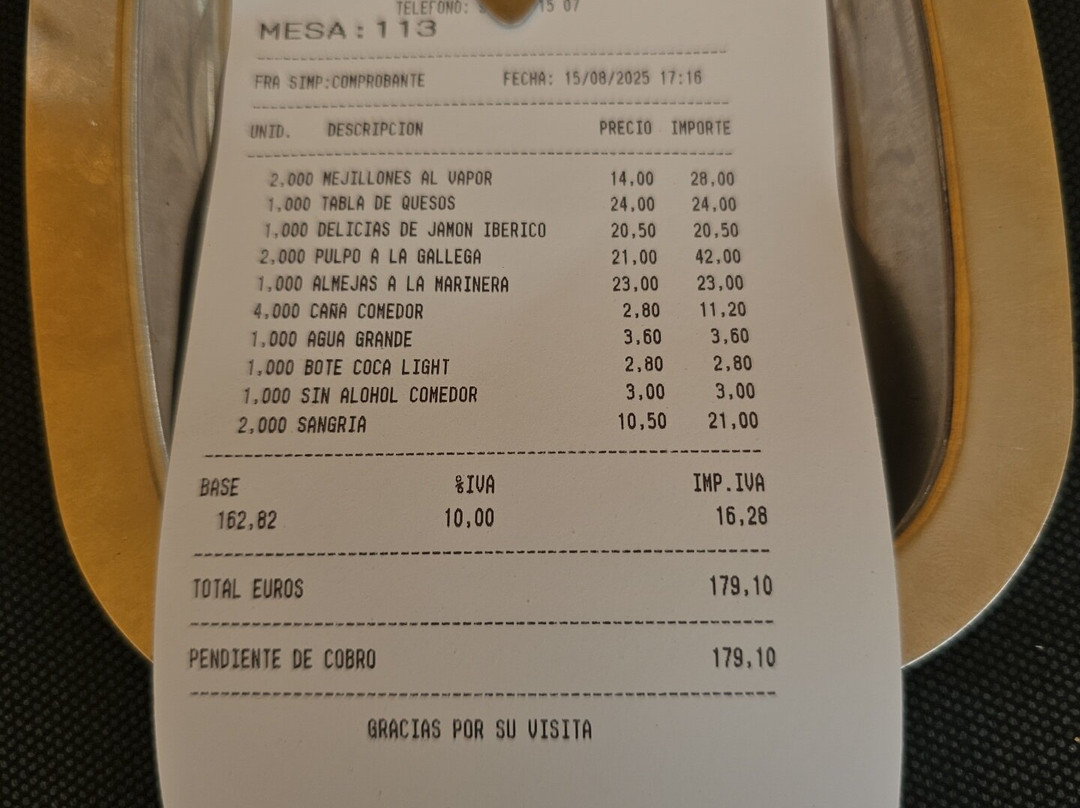 TELEFONO: 15 07
MESA:113
FRA SIMP:COMPROBANTE FECHA: 15/08/2025 17:16
UNID. DESCRIPCION PRECIO IMPORTE
2,000 MEJILLONES AL VAPOR 14,00 28,00
1,000 TABLA DE QUESOS 24,00 24,00
1,000 DELICIAS DE JAMON IBERICO 20,50 20,50
2,000 PULPO A LA GALLEGA 21,00 42,00
1,000 ALMEJAS A LA MARINERA 23,00 23,00
4,000 CAÑA COMEDOR 2,80 11,20
1,000 AGUA GRANDE 3,60 3,60
1,000 BOTE COCA LIGHT 2,80 2,80
1,000 SIN ALOHOL COMEDOR 3,00 3,00
2,000 SANGRIA 10,50 21,00
BASE %IVA IMP.IVA
162,82 10,00 16,28
TOTAL EUROS 179,10
PENDIENTE DE COBRO 179,10
GRACIAS POR SU VISITA